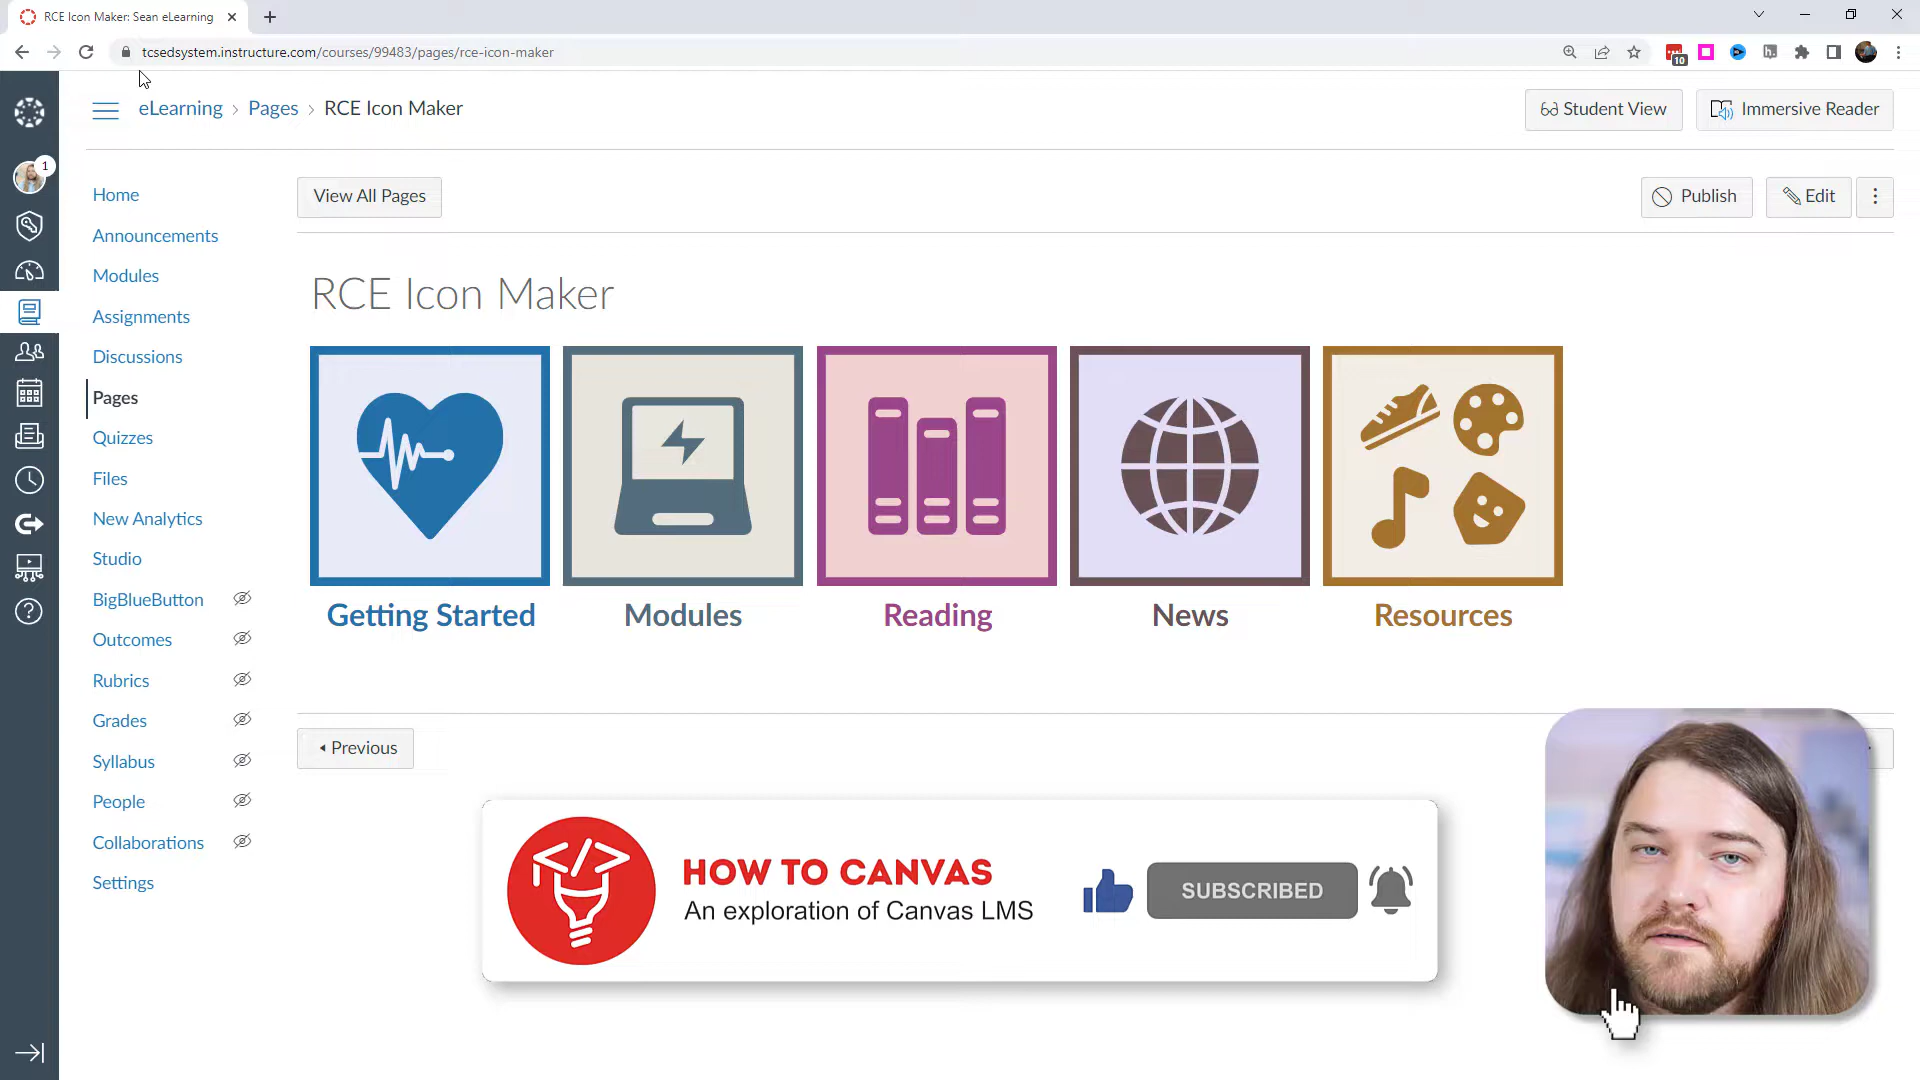 RCE Icon Maker: Sean eLearning
tcsedsystem.instructure.com/courses/99483/pages/rce-icon-maker
10
1
eLearning › Pages › RCE Icon Maker
Student View
Immersive Reader
Home
Announcements
Modules
Assignments
Discussions
Pages
Quizzes
Files
New Analytics
Studio
BigBlueButton
Outcomes
Rubrics
Grades
Syllabus
People
Collaborations
Settings
View All Pages
Publish
Edit
RCE Icon Maker
Getting Started
Modules
Reading
News
Resources
Previous
HOW TO CANVAS
An exploration of Canvas LMS
SUBSCRIBED